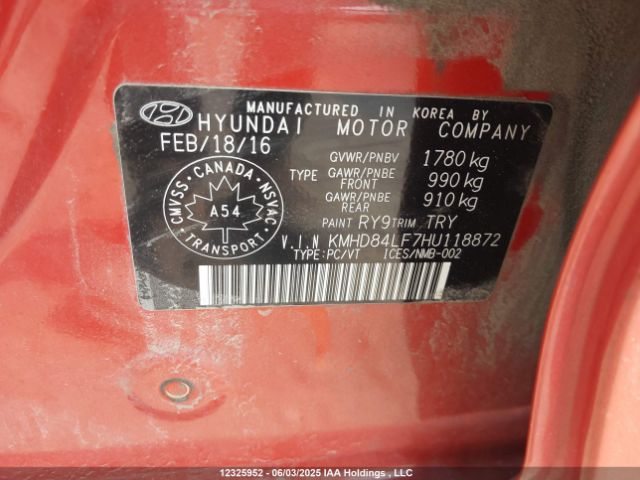 MANUFACTURED IN KOREA BY
HYUNDAI MOTOR COMPANY
FEB/18/16
GVWR/PNBV 1780 kg
TYPE GAWR/PNBE FRONT 990 kg
GAWR/PNBE REAR 910 kg
PAINT RY9 TRIM TRY
CMVSS · CANADA · NSVAC
A54
TRANSPORT
V.I.N KMHD84LF7HU118872
TYPE:PC/VT ICES/NMB-002
12325952 - 06/03/2025 IAA Holdings , LLC